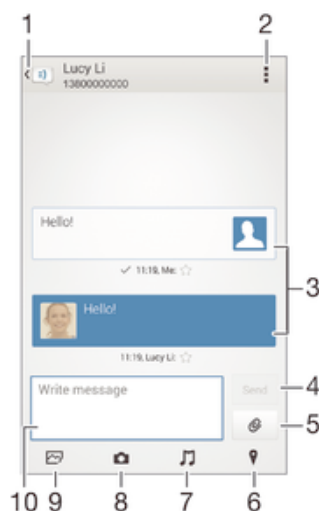 1
2
Lucy Li
13800000000
Hello!
11:19, Me:
3
Hello!
11:19, Lucy Li:
Write message
Send
4
5
10
9
8
7
6